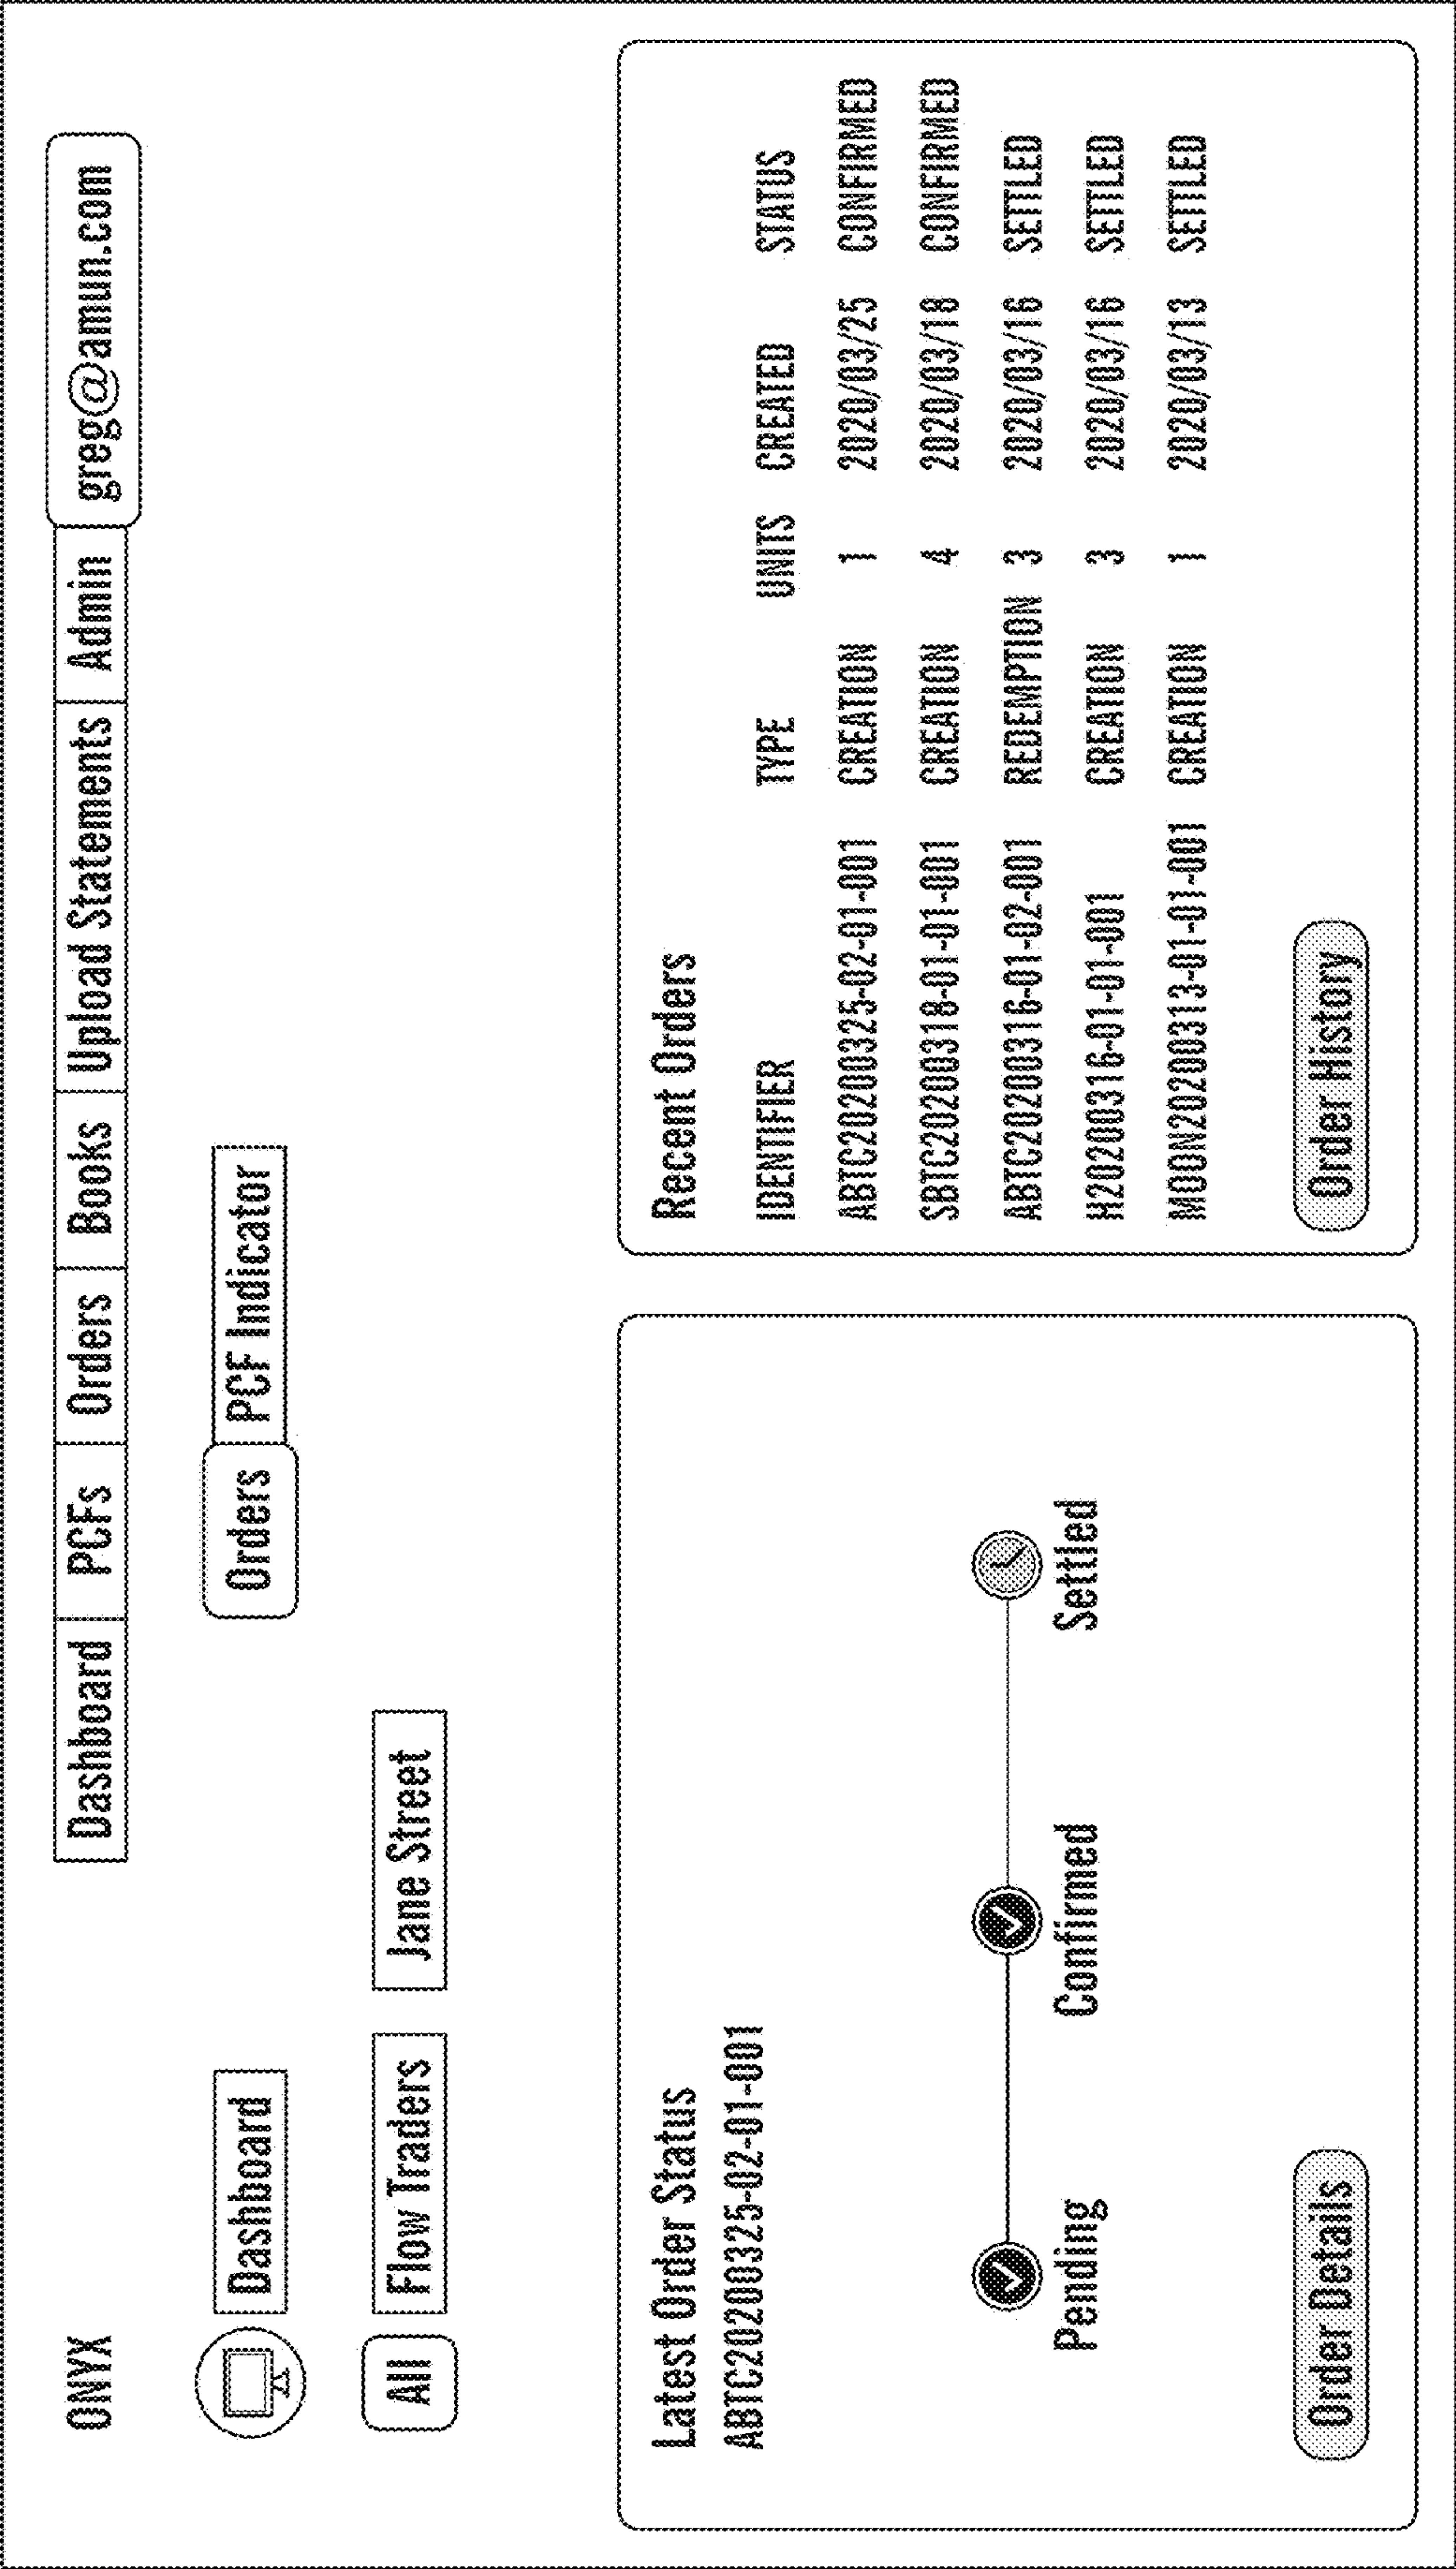 ONYX Dashboard PCFs Orders Books Upload Statements Admin greg@amun.com
Dashboard Orders PCF Indicator
All Flow Traders Jane Street
Latest Order Status
ABTC20200325-02-01-001
Pending Confirmed Settled
Order Details
Recent Orders
IDENTIFIER TYPE UNITS CREATED STATUS
ABTC20200325-02-01-001 CREATION 1 2020/03/25 CONFIRMED
SBTC20200318-01-01-001 CREATION 4 2020/03/18 CONFIRMED
ABTC20200316-01-02-001 REDEMPTION 3 2020/03/16 SETTLED
H20200316-01-01-001 CREATION 3 2020/03/16 SETTLED
MOON20200313-01-01-001 CREATION 1 2020/03/13 SETTLED
Order History